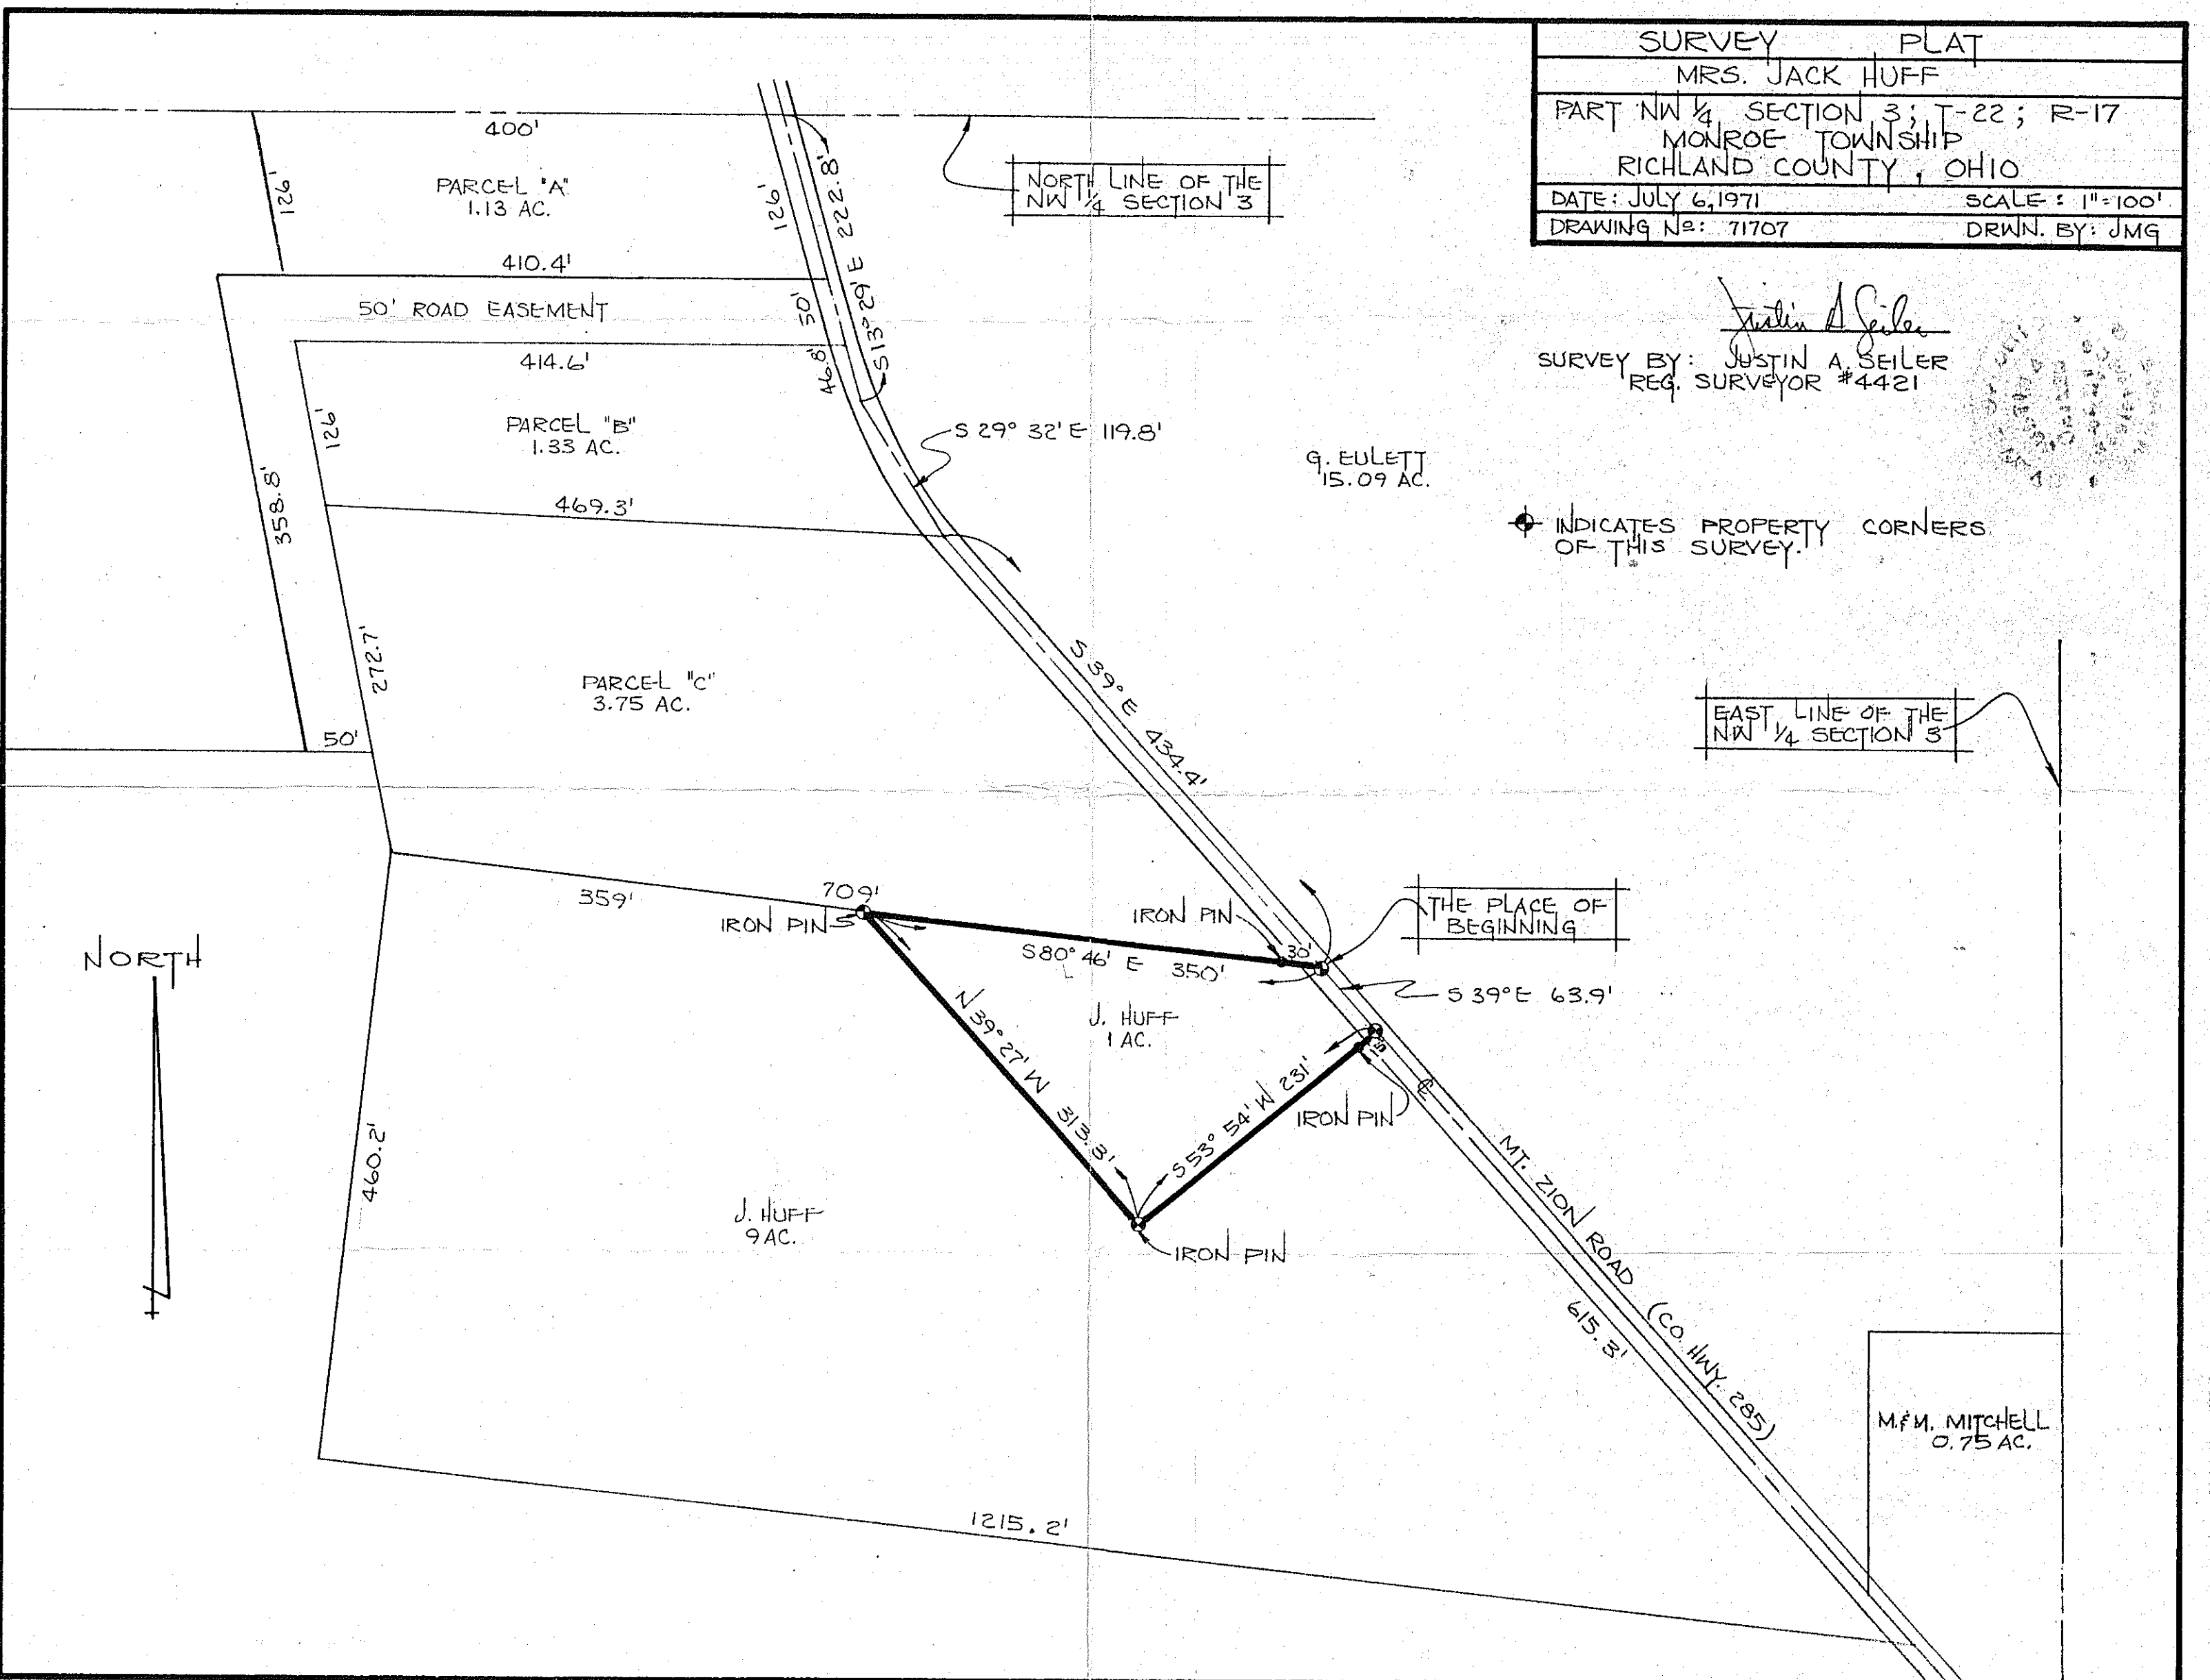 SURVEY PLAT
MRS. JACK HUFF
PART NW 1/4 SECTION 3; T-22; R-17
MONROE TOWNSHIP
RICHLAND COUNTY, OHIO
DATE: JULY 6, 1971 SCALE: 1"=100'
DRAWING No: 71707 DRWN. BY: JMG
Justin A Seiler
SURVEY BY: JUSTIN A. SEILER
REG. SURVEYOR #4421
INDICATES PROPERTY CORNERS
OF THIS SURVEY.
400'
126'
PARCEL "A"
1.13 AC.
126'
S 13° 29' E 222.8'
NORTH LINE OF THE
NW 1/4 SECTION 3
410.4'
50' ROAD EASEMENT
50'
46.8'
414.6'
126'
PARCEL "B"
1.33 AC.
S 29° 32' E 119.8'
G. EULETT
15.09 AC.
358.8'
469.3'
272.7'
PARCEL "C"
3.75 AC.
S 39° E 434.4'
EAST LINE OF THE
NW 1/4 SECTION 3
50'
359'
709'
IRON PIN
IRON PIN
30'
THE PLACE OF
BEGINNING
S 80° 46' E 350'
S 39° E 63.9'
NORTH
J. HUFF
1 AC.
N 39° 27' W 313.3'
S 53° 54' W 231'
15'
IRON PIN
IRON PIN
460.2'
J. HUFF
9 AC.
MT. ZION ROAD (CO. HWY. 285)
615.3'
M.&M. MITCHELL
0.75 AC.
1215.2'